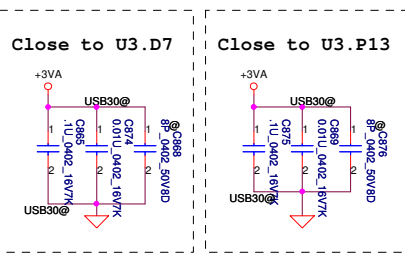 Close to U3.D7
+3VA
USB30@
1
1
1
2
2
2
C865
.1U_0402_16V7K
C874
0.01U_0402_16V7K
@C868
8P_0402_50V8D
USB30@
Close to U3.P13
+3VA
USB30@
1
1
1
2
2
2
C875
.1U_0402_16V7K
C869
0.01U_0402_16V7K
@C876
8P_0402_50V8D
USB30@